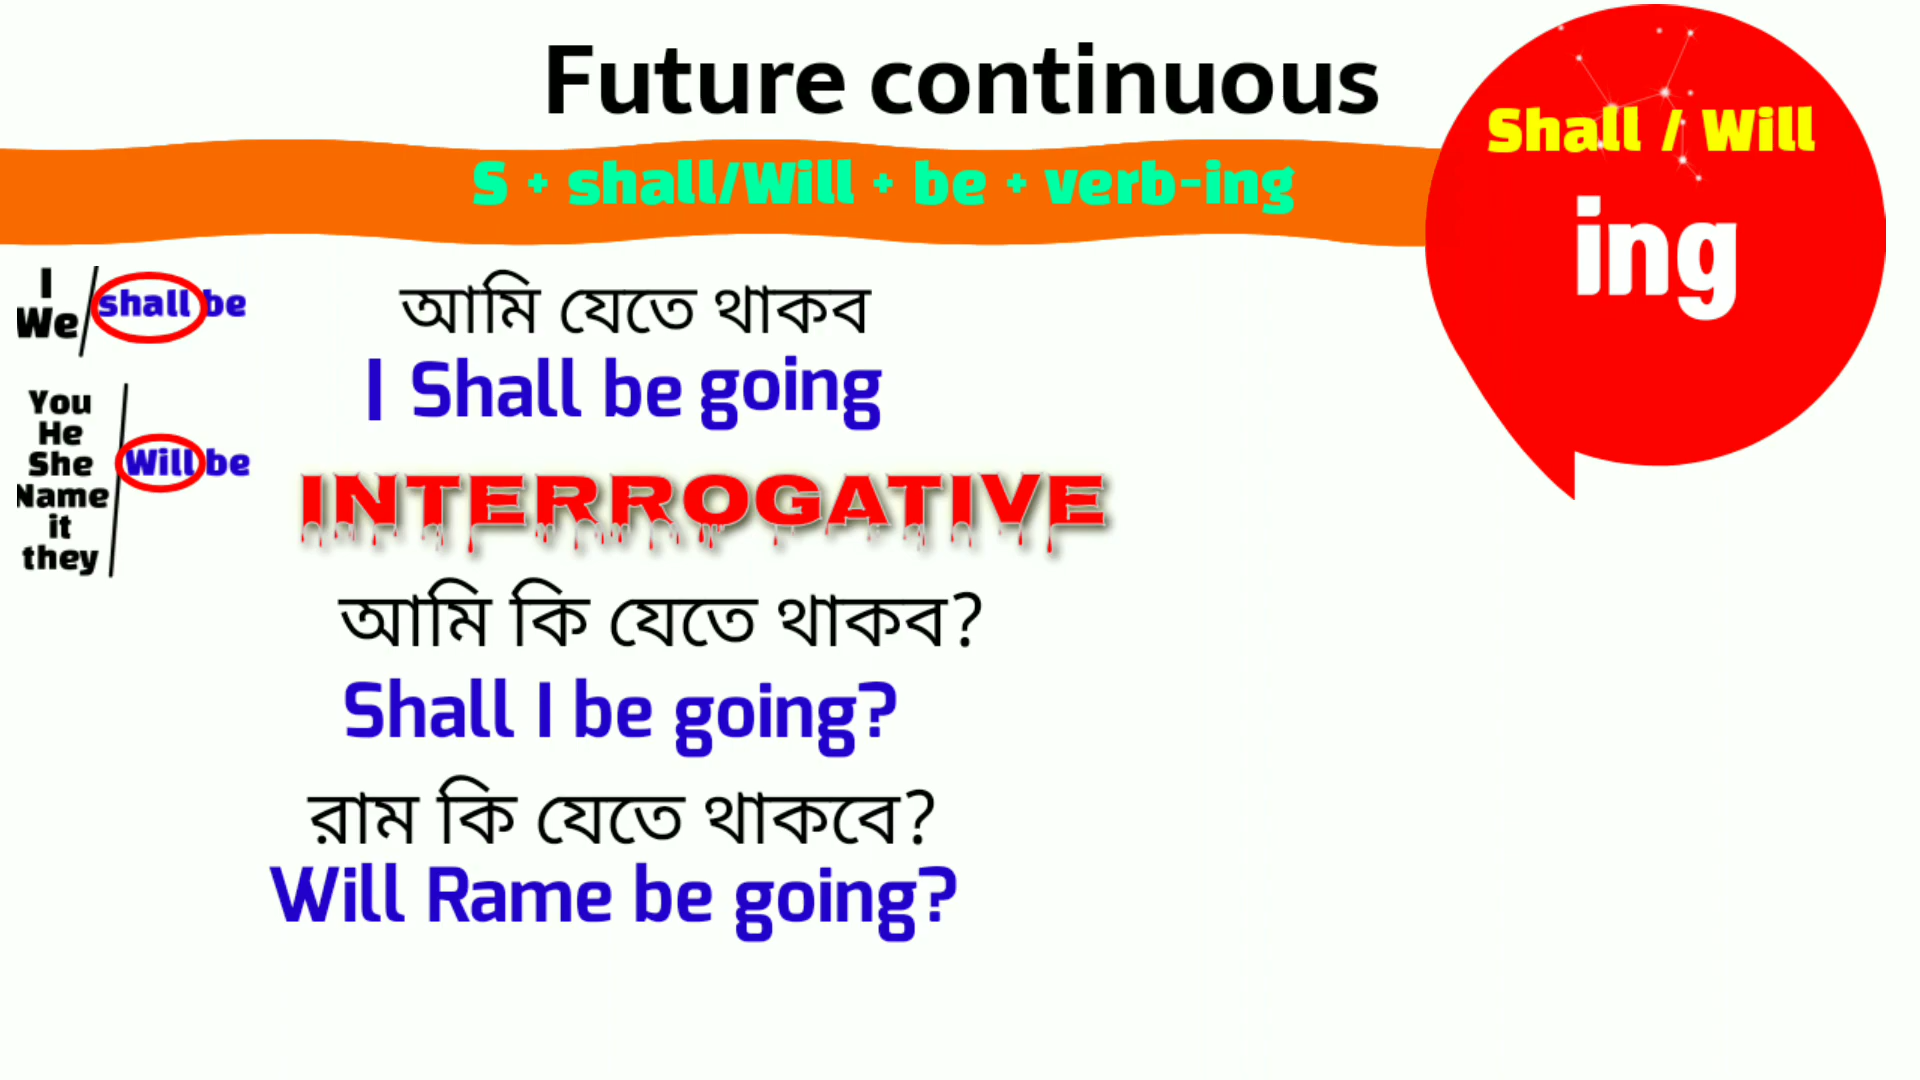 Future continuous
S + shall/Will + be + verb-ing
Shall / Will
ing
I
We
shall be
You
He
She
Name
it
they
Will be
আমি যেতে থাকব
I Shall be going
INTERROGATIVE
আমি কি যেতে থাকব?
Shall I be going?
রাম কি যেতে থাকবে?
Will Rame be going?